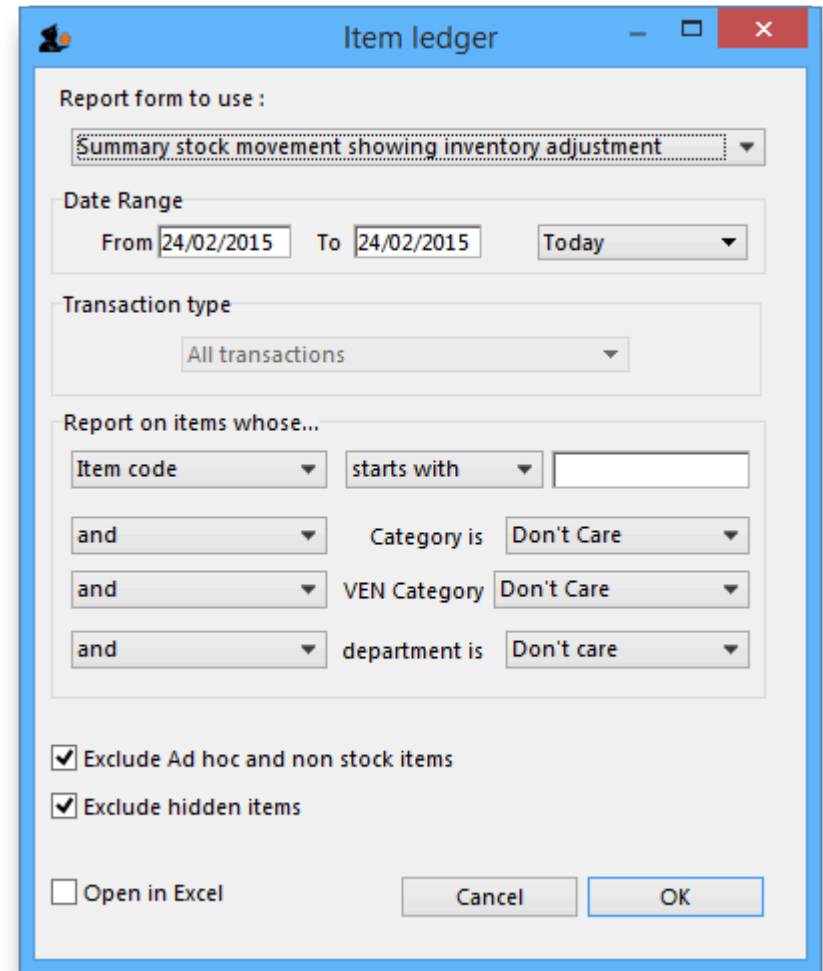 Item ledger
Report form to use :
Summary stock movement showing inventory adjustment
Date Range
From 24/02/2015 To 24/02/2015 Today
Transaction type
All transactions
Report on items whose...
Item code starts with
and Category is Don't Care
and VEN Category Don't Care
and department is Don't care
Exclude Ad hoc and non stock items
Exclude hidden items
Open in Excel Cancel OK